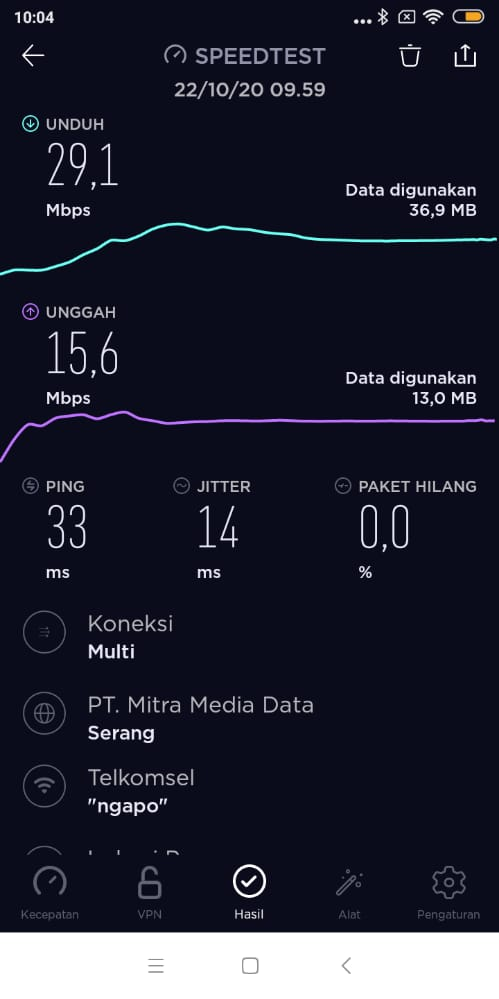 10:04
SPEEDTEST
22/10/20 09.59
UNDUH
29,1
Mbps
Data digunakan
36,9 MB
UNGGAH
15,6
Mbps
Data digunakan
13,0 MB
PING JITTER PAKET HILANG
33 14 0,0
ms ms %
Koneksi
Multi
PT. Mitra Media Data
Serang
Telkomsel
"ngapo"
Kecepatan VPN Hasil Alat Pengaturan